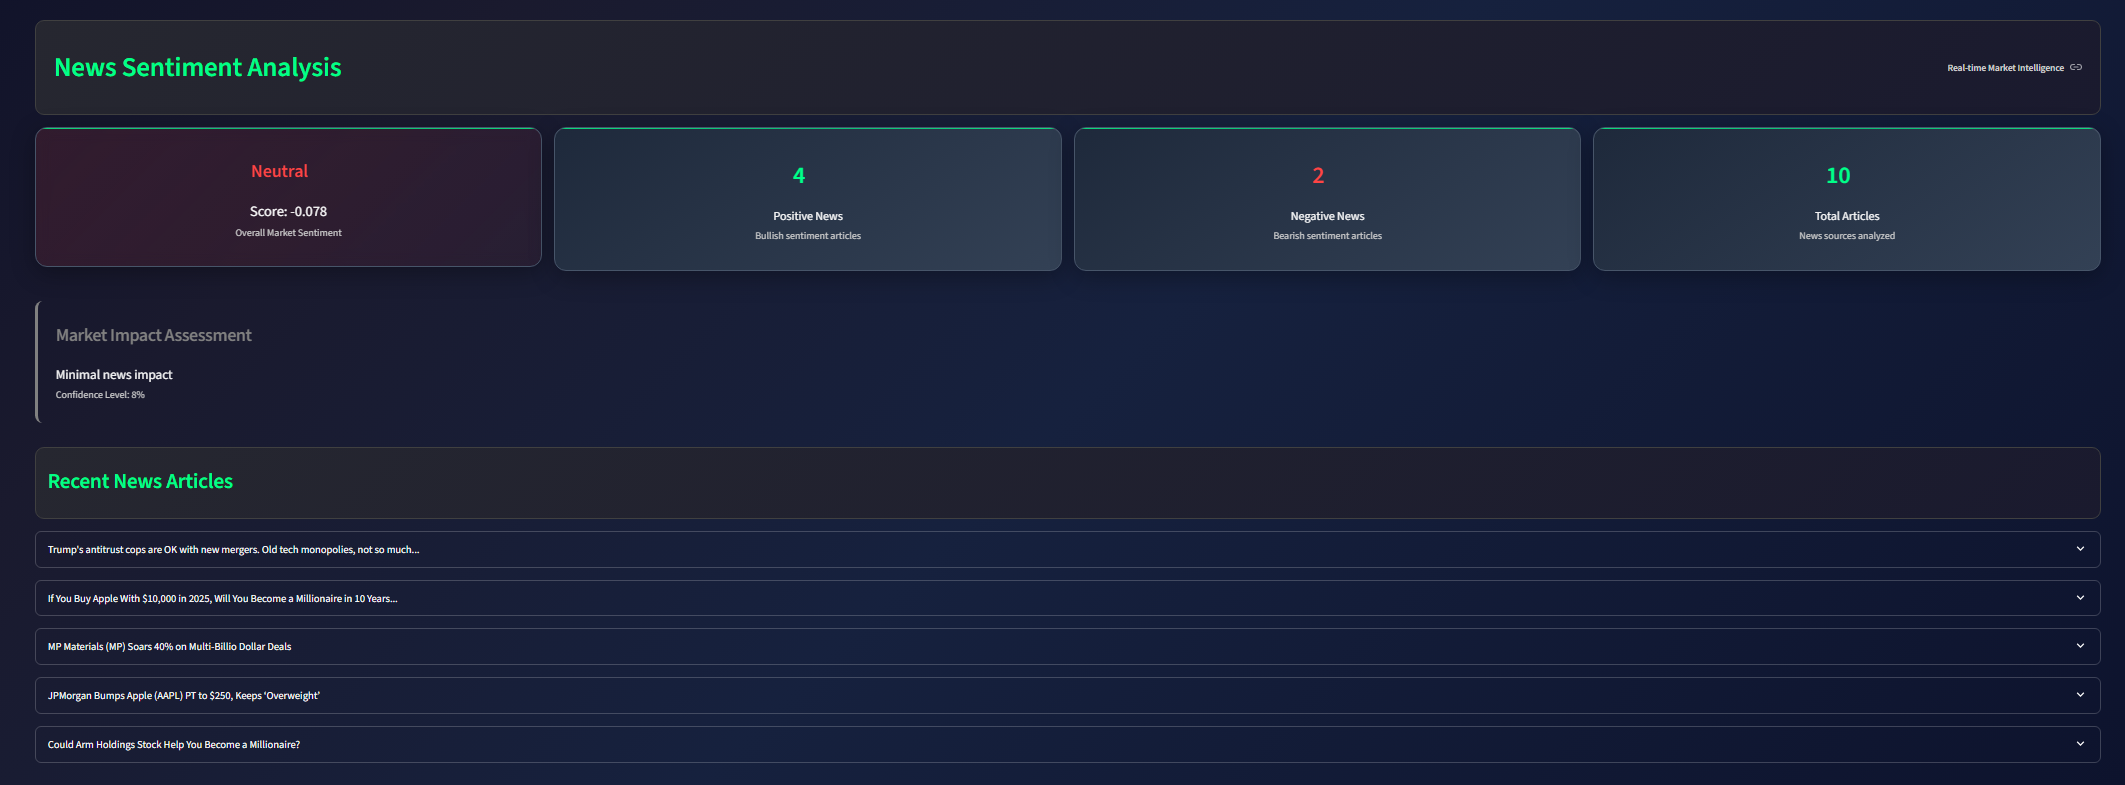 News Sentiment Analysis
Real-time Market Intelligence
Neutral
Score: -0.078
Overall Market Sentiment
4
Positive News
Bullish sentiment articles
2
Negative News
Bearish sentiment articles
10
Total Articles
News sources analyzed
Market Impact Assessment
Minimal news impact
Confidence Level: 8%
Recent News Articles
Trump's antitrust cops are OK with new mergers. Old tech monopolies, not so much...
If You Buy Apple With $10,000 in 2025, Will You Become a Millionaire in 10 Years...
MP Materials (MP) Soars 40% on Multi-Billio Dollar Deals
JPMorgan Bumps Apple (AAPL) PT to $250, Keeps ‘Overweight’
Could Arm Holdings Stock Help You Become a Millionaire?